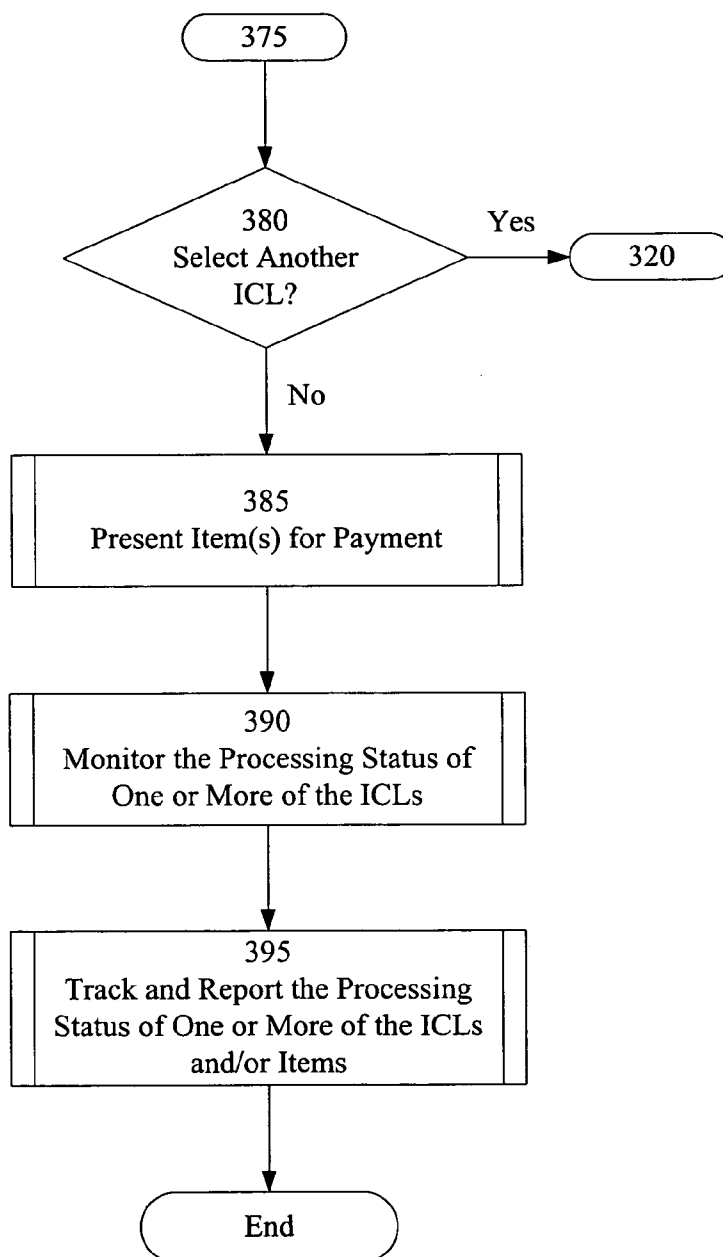 375
380
Select Another
ICL?
Yes
320
No
385
Present Item(s) for Payment
390
Monitor the Processing Status of
One or More of the ICLs
395
Track and Report the Processing
Status of One or More of the ICLs
and/or Items
End